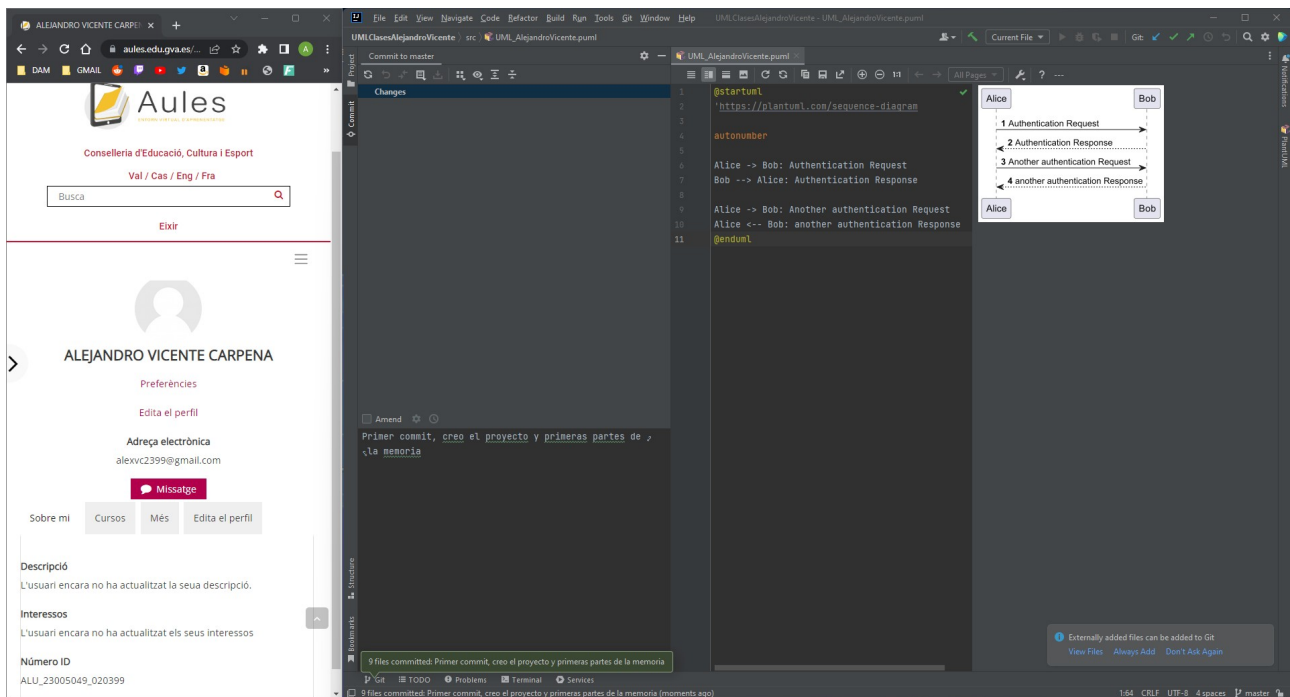 ALEJANDRO VICENTE CARPE
aules.edu.gva.es/...
DAM GMAIL
Aules
ENTORN VIRTUAL D'APRENENTATGE
Conselleria d'Educació, Cultura i Esport
Val / Cas / Eng / Fra
Busca
Eixir
ALEJANDRO VICENTE CARPENA
Preferències
Edita el perfil
Adreça electrònica
alexvc2399@gmail.com
Missatge
Sobre mi Cursos Més Edita el perfil
Descripció
L'usuari encara no ha actualitzat la seua descripció.
Interessos
L'usuari encara no ha actualitzat els seus interessos
Número ID
ALU_23005049_020399
File Edit View Navigate Code Refactor Build Run Tools Git Window Help UMLClasesAlejandroVicente - UML_AlejandroVicente.puml
UMLClasesAlejandroVicente src UML_AlejandroVicente.puml
Current File Git:
Project
Commit
Structure
Bookmarks
Commit to master
Changes
Amend
Primer commit, creo el proyecto y primeras partes de
la memoria
UML_AlejandroVicente.puml
1:1 All Pages ? ...
1 @startuml
2 'https://plantuml.com/sequence-diagram
3
4 autonumber
5
6 Alice -> Bob: Authentication Request
7 Bob --> Alice: Authentication Response
8
9 Alice -> Bob: Another authentication Request
10 Alice <-- Bob: another authentication Response
11 @enduml
Alice Bob
1 Authentication Request
2 Authentication Response
3 Another authentication Request
4 another authentication Response
Alice Bob
Notifications
PlantUML
Externally added files can be added to Git
View Files Always Add Don't Ask Again
9 files committed: Primer commit, creo el proyecto y primeras partes de la memoria
Git TODO Problems Terminal Services
9 files committed: Primer commit, creo el proyecto y primeras partes de la memoria (moments ago)
1:64 CRLF UTF-8 4 spaces master